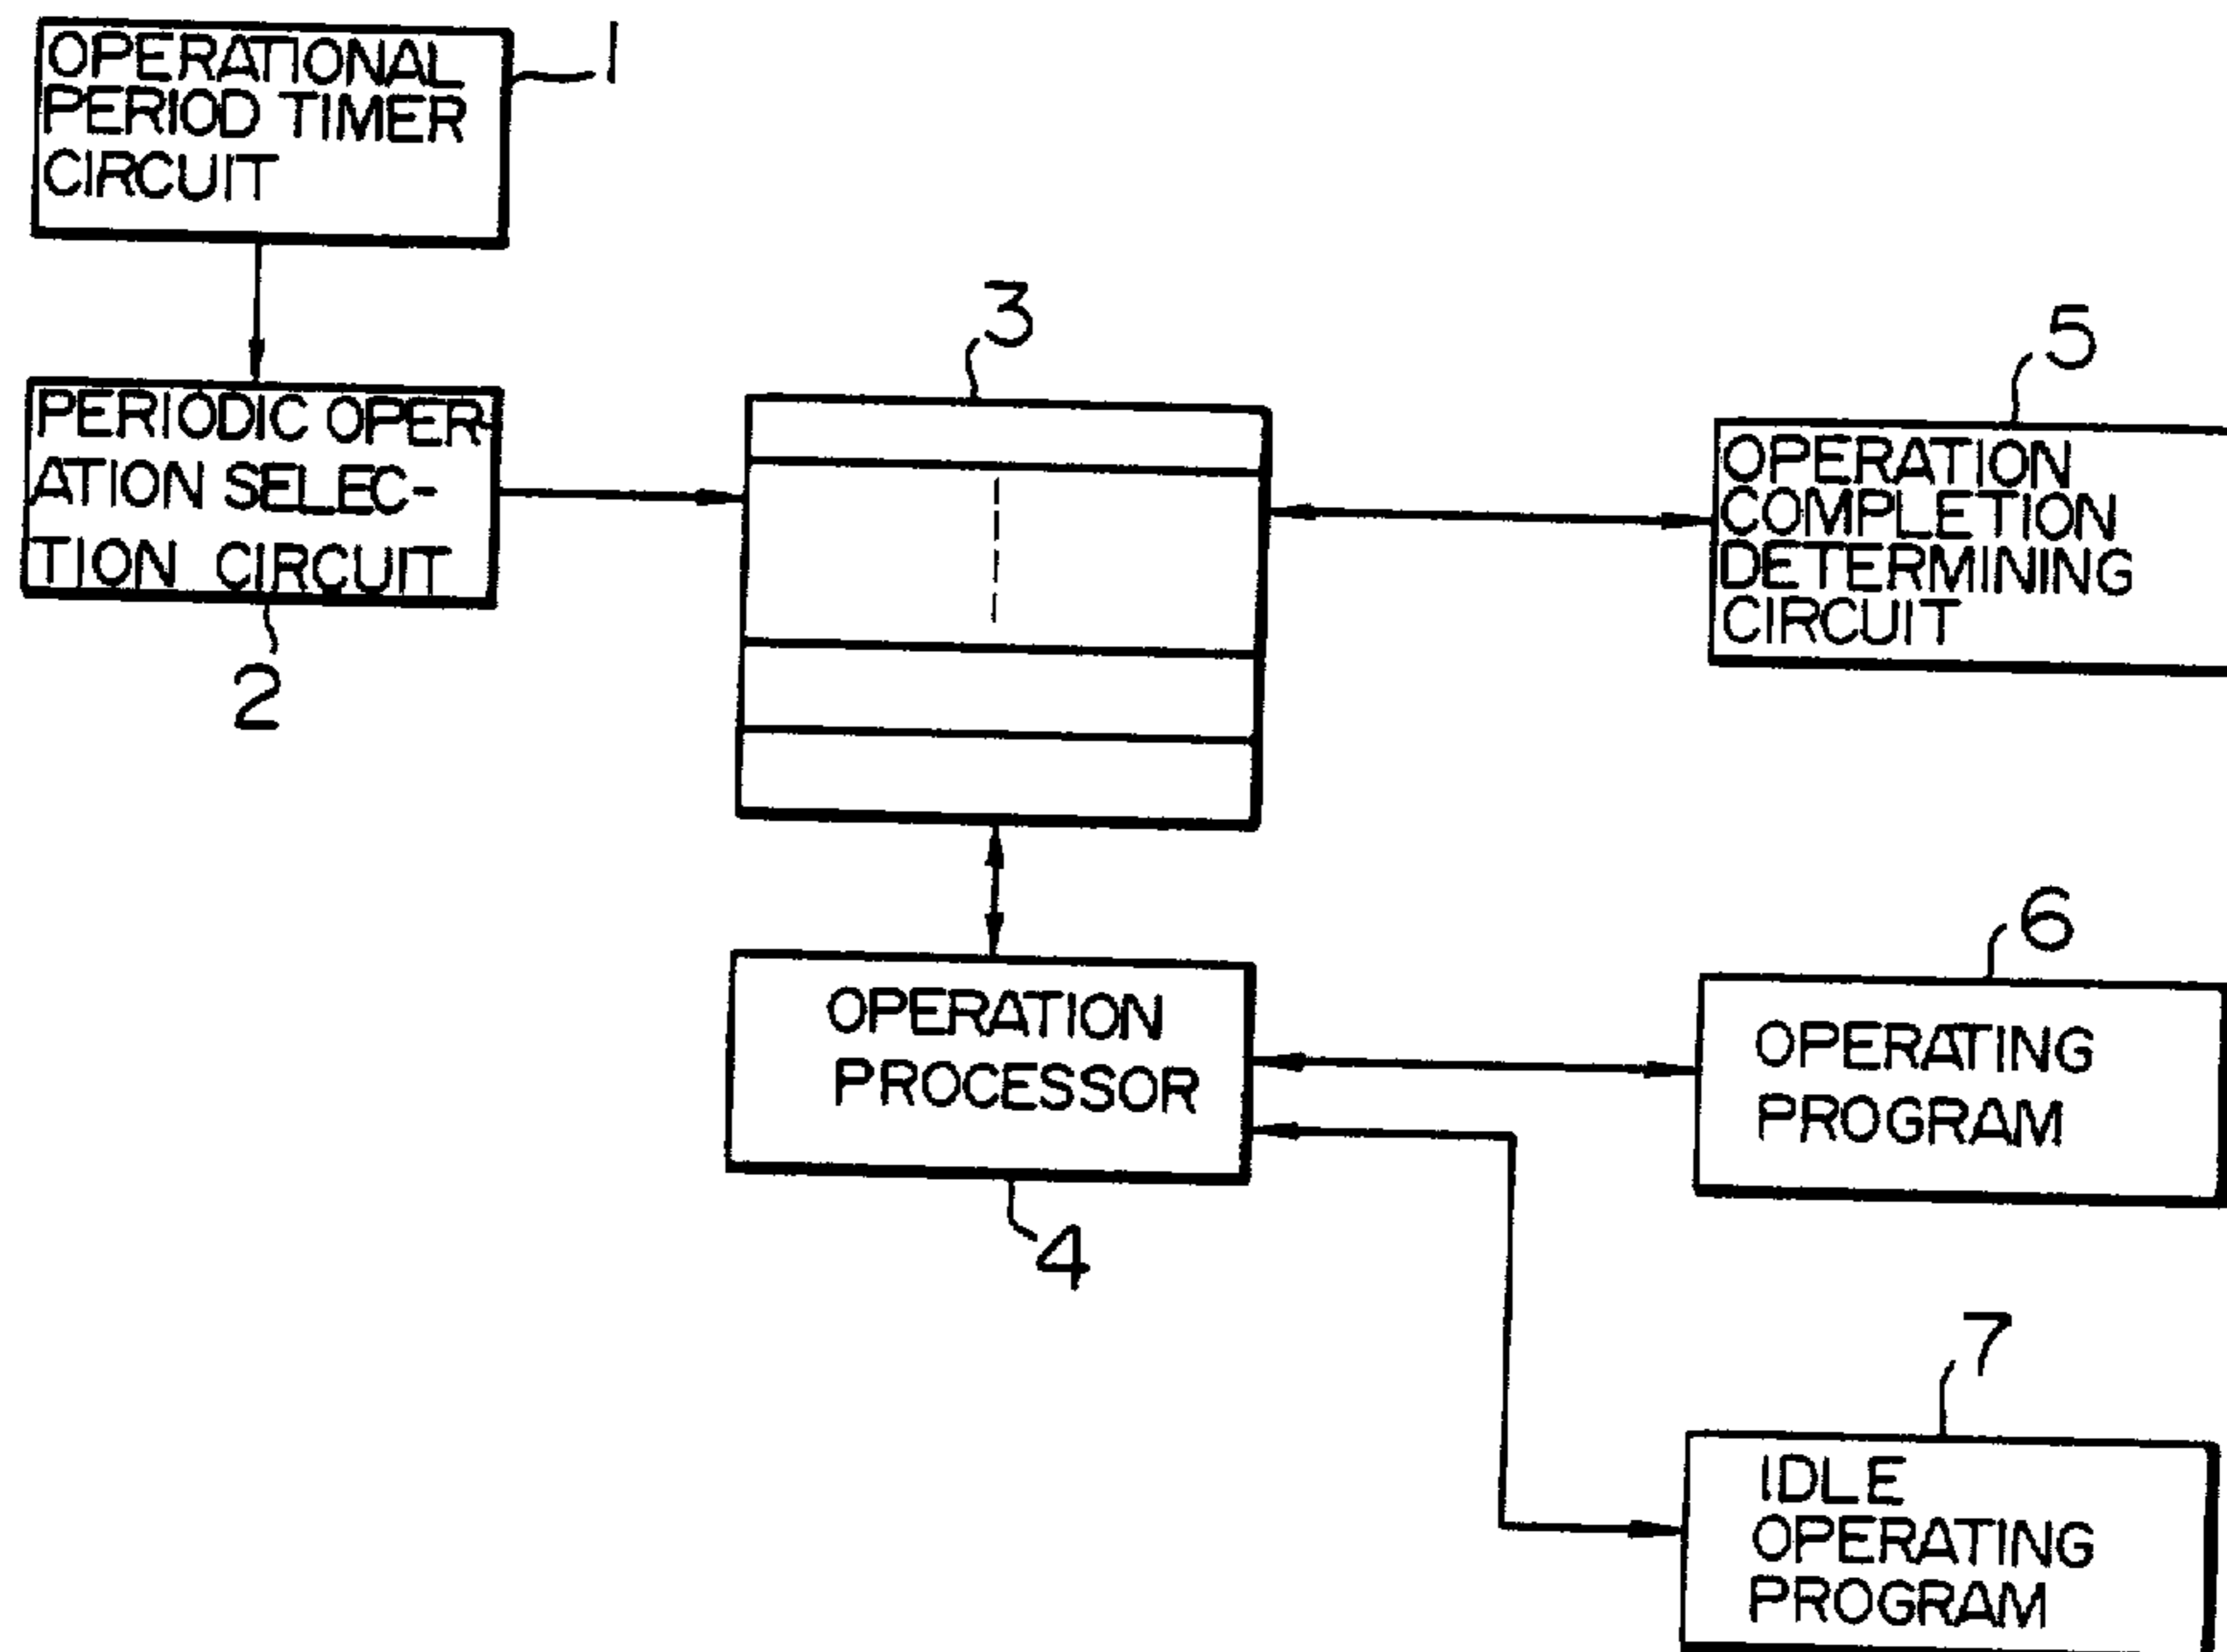 OPERATIONAL
PERIOD TIMER
CIRCUIT
1
PERIODIC OPER-
ATION SELEC-
TION CIRCUIT
2
3
5
OPERATION
COMPLETION
DETERMINING
CIRCUIT
OPERATION
PROCESSOR
4
6
OPERATING
PROGRAM
7
IDLE
OPERATING
PROGRAM